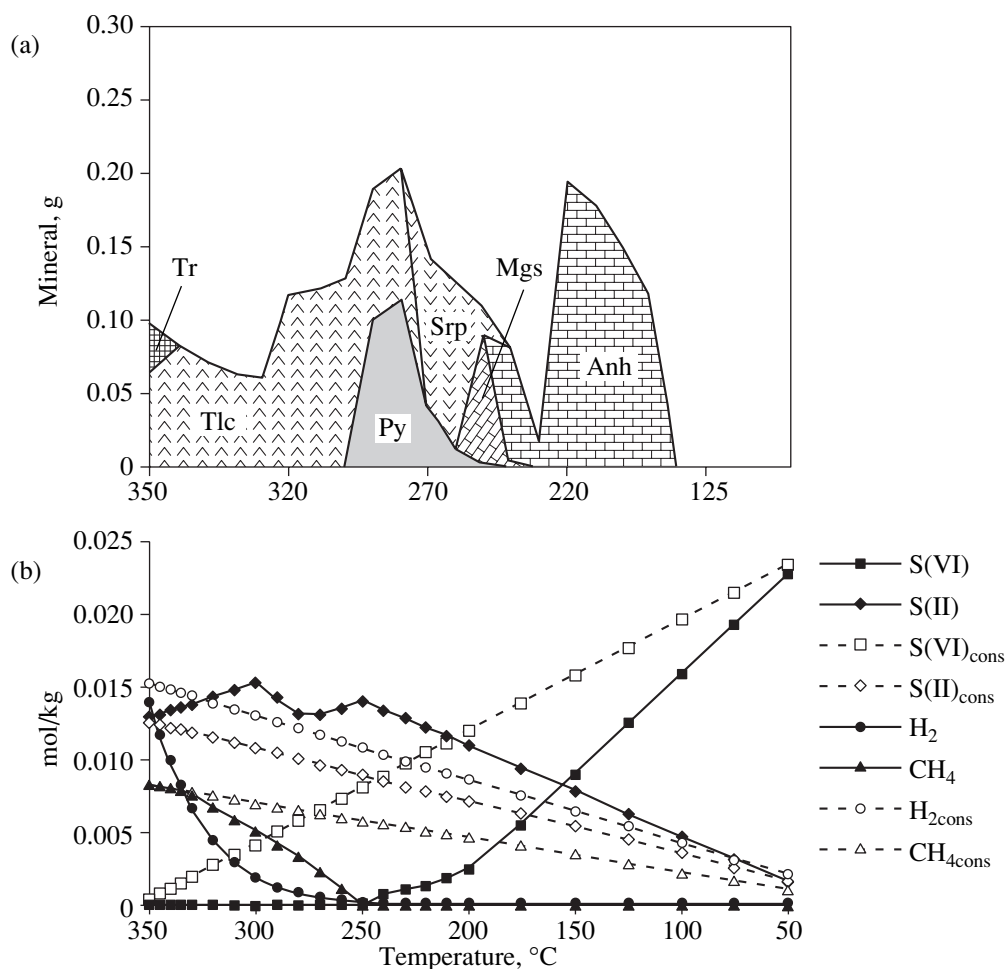 (a)
0.30
0.25
0.20
0.15
0.10
0.05
0
Mineral, g
Tr
Tlc
Py
Srp
Mgs
Anh
350 320 270 220 125
(b)
0.025
0.020
0.015
0.010
0.005
0
mol/kg
350 300 250 200 150 100 50
Temperature, °C
S(VI)
S(II)
S(VI)cons
S(II)cons
H2
CH4
H2cons
CH4cons